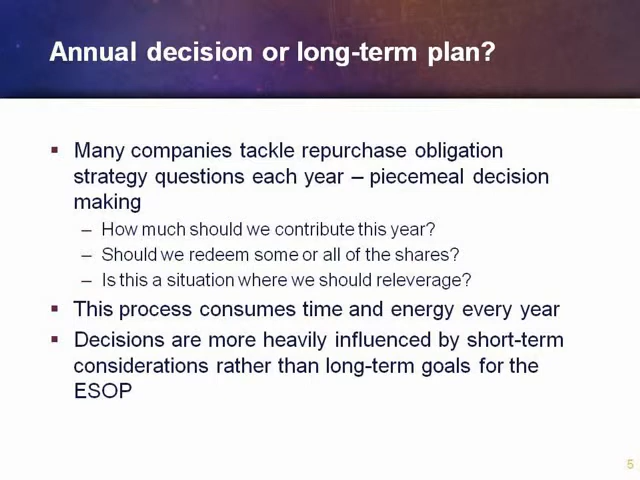 Annual decision or long-term plan?
▪ Many companies tackle repurchase obligation
strategy questions each year – piecemeal decision
making
– How much should we contribute this year?
– Should we redeem some or all of the shares?
– Is this a situation where we should releverage?
▪ This process consumes time and energy every year
▪ Decisions are more heavily influenced by short-term
considerations rather than long-term goals for the
ESOP
5